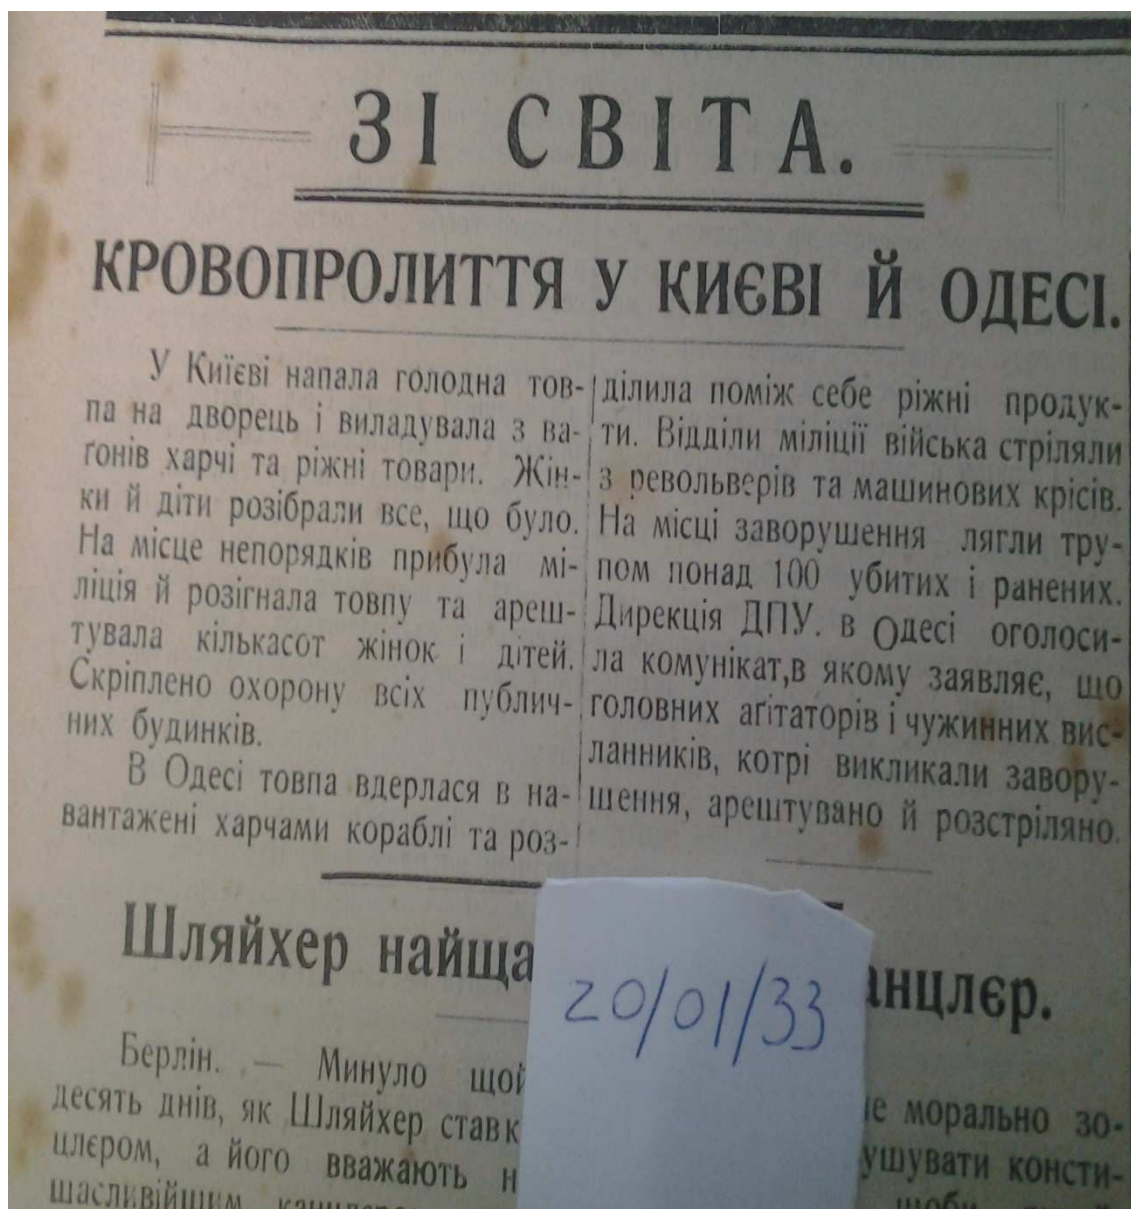 ЗІ СВІТА.
КРОВОПРОЛИТТЯ У КИЄВІ Й ОДЕСІ.
У Київі напала голодна тов-
па на дворець і виладувала з ва-
ґонів харчі та ріжні товари. Жін-
ки й діти розібрали все, що було.
На місце непорядків прибула мі-
ліція й розігнала товпу та ареш-
тувала кількасот жінок і дітей.
Скріплено охорону всіх публич-
них будинків.
В Одесі товпа вдерлася в на-
вантажені харчами кораблі та роз-
ділила поміж себе ріжні продук-
ти. Відділи міліції війська стріляли
з револьверів та машинових крісів.
На місці заворушення лягли тру-
пом понад 100 убитих і ранених.
Дирекція ДПУ. в Одесі оголоси-
ла комунікат,в якому заявляє, що
головних аґітаторів і чужинних вис-
ланників, котрі викликали завору-
шення, арештувано й розстріляно.
Шляйхер найща
анцлєр.
20/01/33
Берлін. — Минуло щой
десять днів, як Шляйхер ставк
цлєром, а його вважають н
шасливійшим
не морально зо-
ушувати консти-
щоби